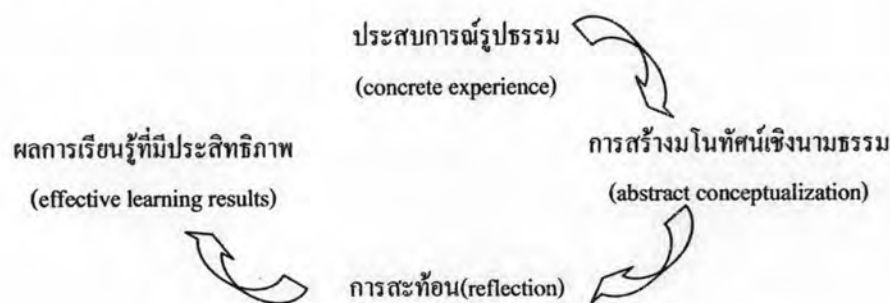 ประสบการณ์รูปธรรม
(concrete experience)
การสร้างมโนทัศน์เชิงนามธรรม
(abstract conceptualization)
ผลการเรียนรู้ที่มีประสิทธิภาพ
(effective learning results)
การสะท้อน(reflection)